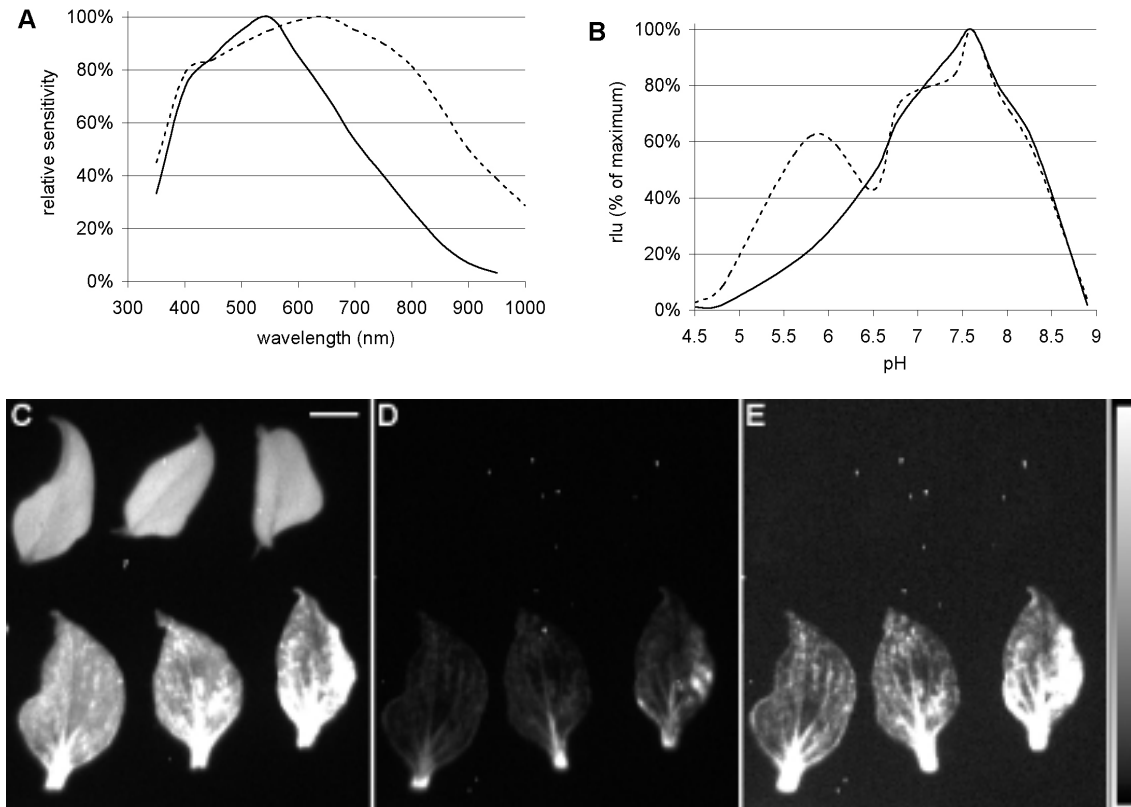 A
100%
80%
60%
40%
20%
0%
relative sensitivity
300 400 500 600 700 800 900 1000
wavelength (nm)
B
100%
80%
60%
40%
20%
0%
rlu (% of maximum)
4.5 5 5.5 6 6.5 7 7.5 8 8.5 9
pH
C
D
E